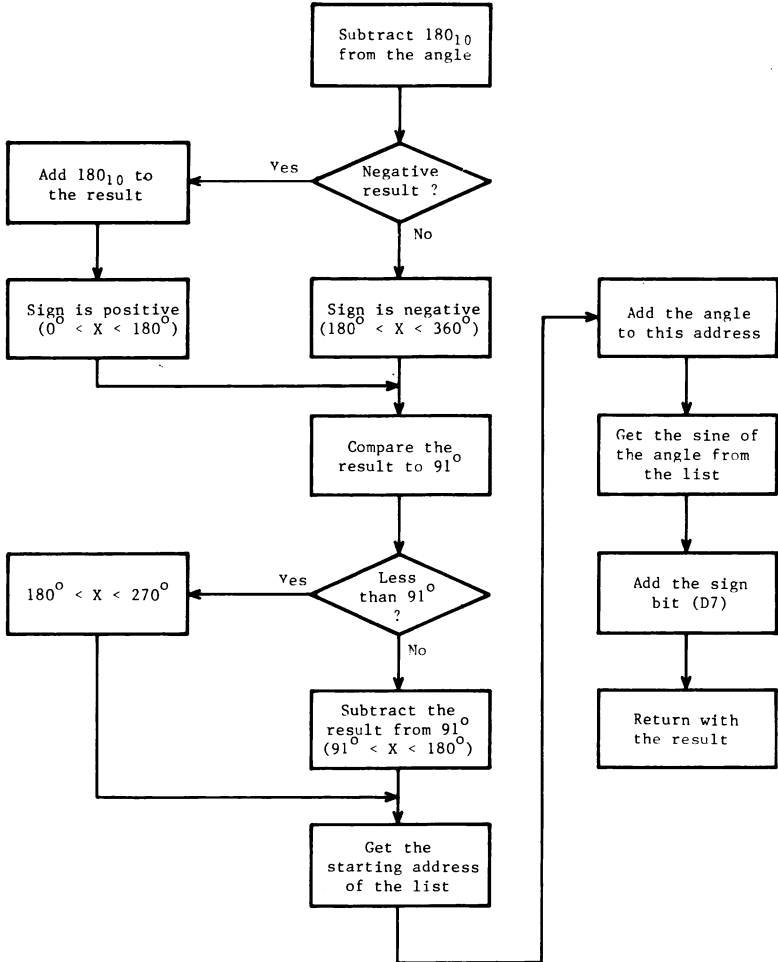 Subtract 180₁₀
from the angle
Negative
result ?
Yes
No
Add 180₁₀ to
the result
Sign is positive
(0° < X < 180°)
Sign is negative
(180° < X < 360°)
Compare the
result to 91°
Less
than 91°
?
Yes
No
180° < X < 270°
Subtract the
result from 91°
(91° < X < 180°)
Get the
starting address
of the list
Add the angle
to this address
Get the sine of
the angle from
the list
Add the sign
bit (D7)
Return with
the result